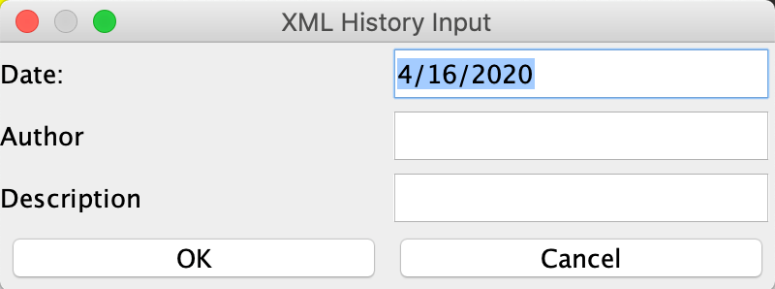 XML History Input
Date: 4/16/2020
Author
Description
OK Cancel